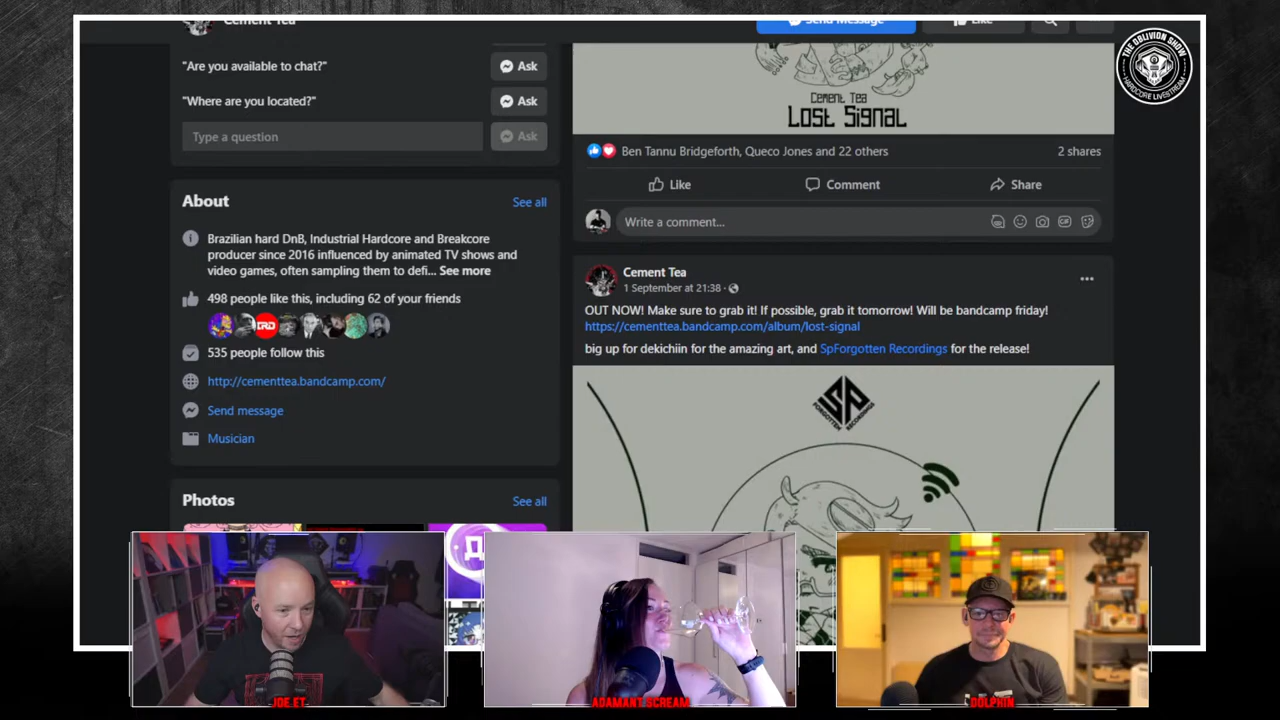 Cement Tea
Send Message
Like
"Are you available to chat?"
Ask
"Where are you located?"
Ask
Type a question
Ask
About
See all
Brazilian hard DnB, Industrial Hardcore and Breakcore
producer since 2016 influenced by animated TV shows and
video games, often sampling them to defi... See more
498 people like this, including 62 of your friends
535 people follow this
http://cementtea.bandcamp.com/
Send message
Musician
Photos
See all
Cement Tea
Lost Signal
Ben Tannu Bridgeforth, Queco Jones and 22 others
2 shares
Like
Comment
Share
Write a comment...
GIF
Cement Tea
1 September at 21:38
OUT NOW! Make sure to grab it! If possible, grab it tomorrow! Will be bandcamp friday!
https://cementtea.bandcamp.com/album/lost-signal
big up for dekichiin for the amazing art, and SpForgotten Recordings for the release!
SP
FORGOTTEN
RECORDINGS
THE OBLIVION SHOW
HARDCORE LIVESTREAM
JOE ET
ADAMANT SCREAM
DOLPHIN